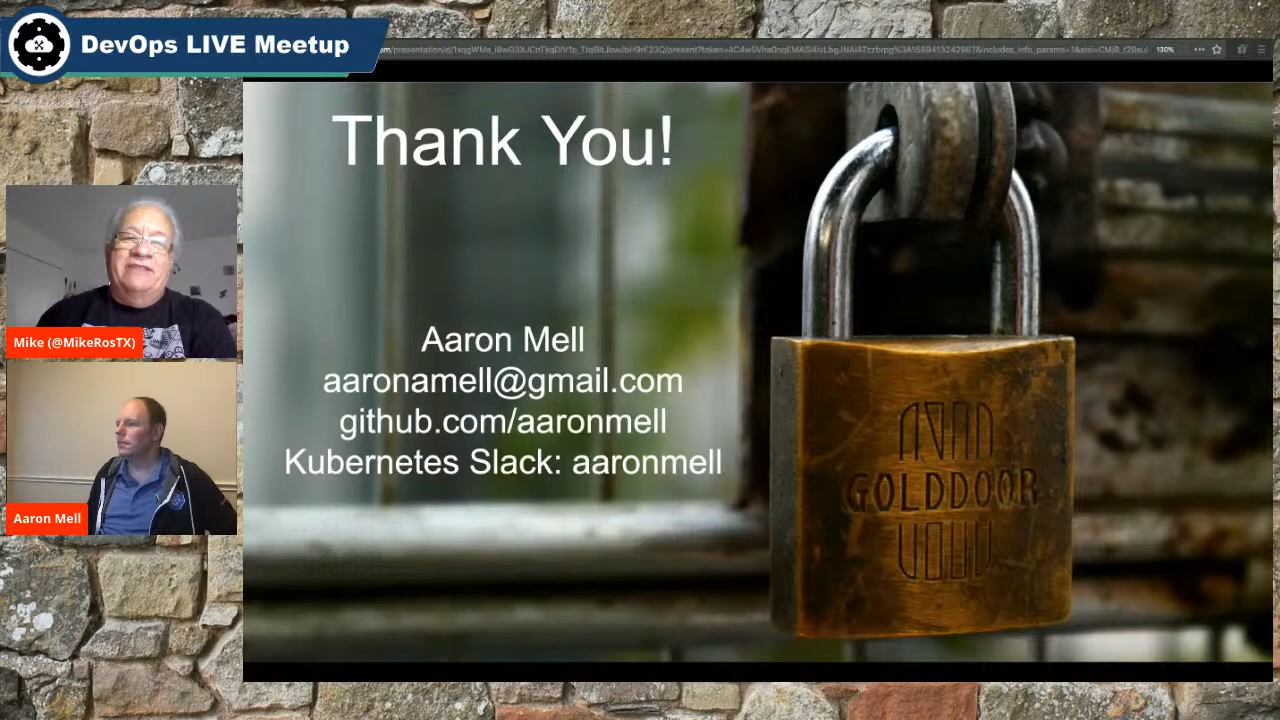 DevOps LIVE Meetup
130%
Thank You!
Mike (@MikeRosTX)
Aaron Mell
Aaron Mell
aaronamell@gmail.com
github.com/aaronmell
Kubernetes Slack: aaronmell
GOLDDOOR